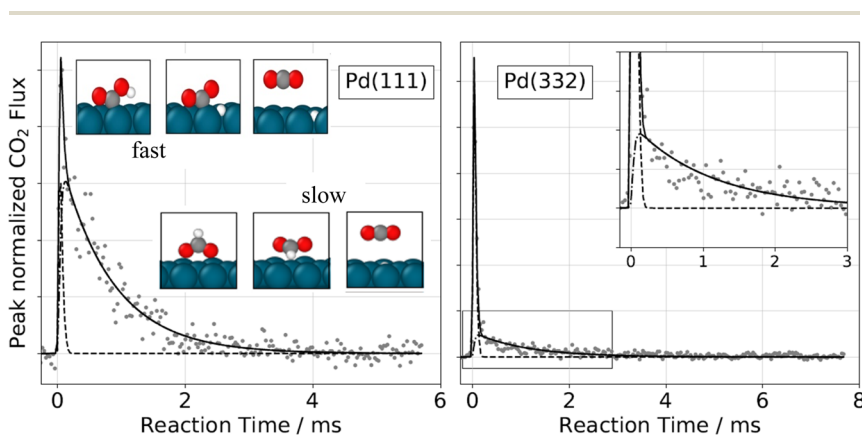 Peak normalized CO₂ Flux
Pd(111)
fast
slow
0 2 4 6
Reaction Time / ms
Pd(332)
0 1 2 3
0 2 4 6 8
Reaction Time / ms